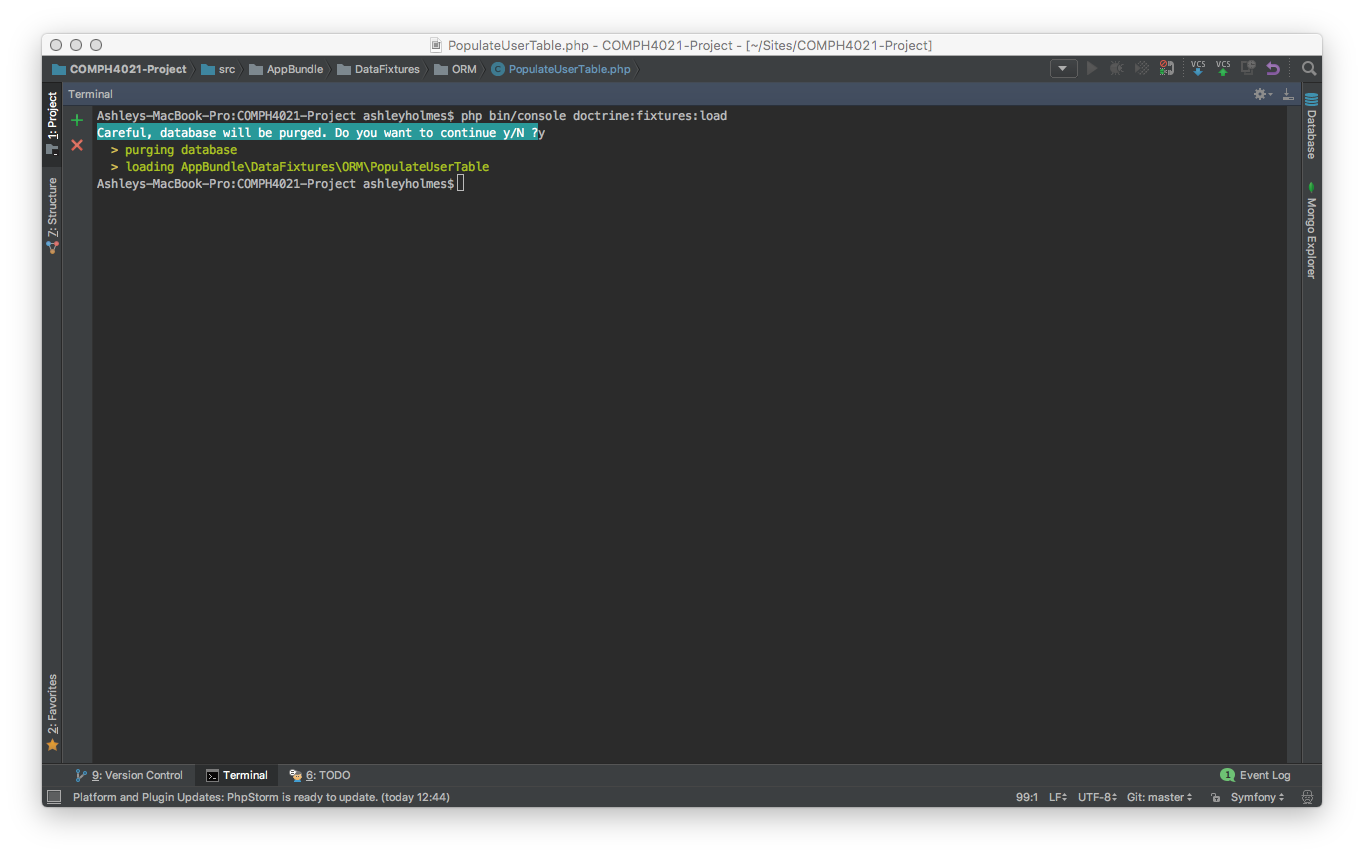 PopulateUserTable.php - COMPH4021-Project - [~/Sites/COMPH4021-Project]
COMPH4021-Project src AppBundle DataFixtures ORM PopulateUserTable.php VCS VCS
Terminal
1: Project
7: Structure
2: Favorites
Ashleys-MacBook-Pro:COMPH4021-Project ashleyholmes$ php bin/console doctrine:fixtures:load
Careful, database will be purged. Do you want to continue y/N ?y
> purging database
> loading AppBundle\DataFixtures\ORM\PopulateUserTable
Ashleys-MacBook-Pro:COMPH4021-Project ashleyholmes$
Database
Mongo Explorer
9: Version Control Terminal 6: TODO 1 Event Log
Platform and Plugin Updates: PhpStorm is ready to update. (today 12:44) 99:1 LF UTF-8 Git: master Symfony